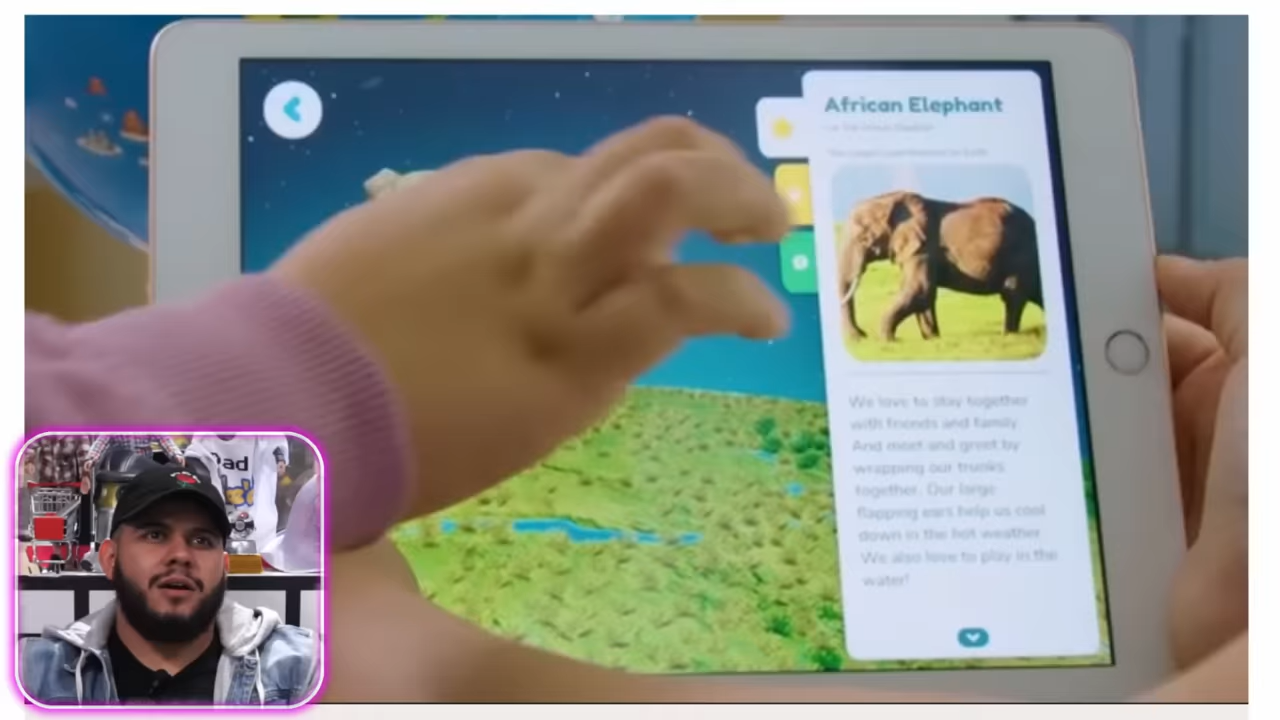 African Elephant
We love to stay together
with friends and family.
And meet and greet by
wrapping our trunks
together. Our large
flapping ears help us cool
down in the hot weather.
We also love to play in the
water!
Dad